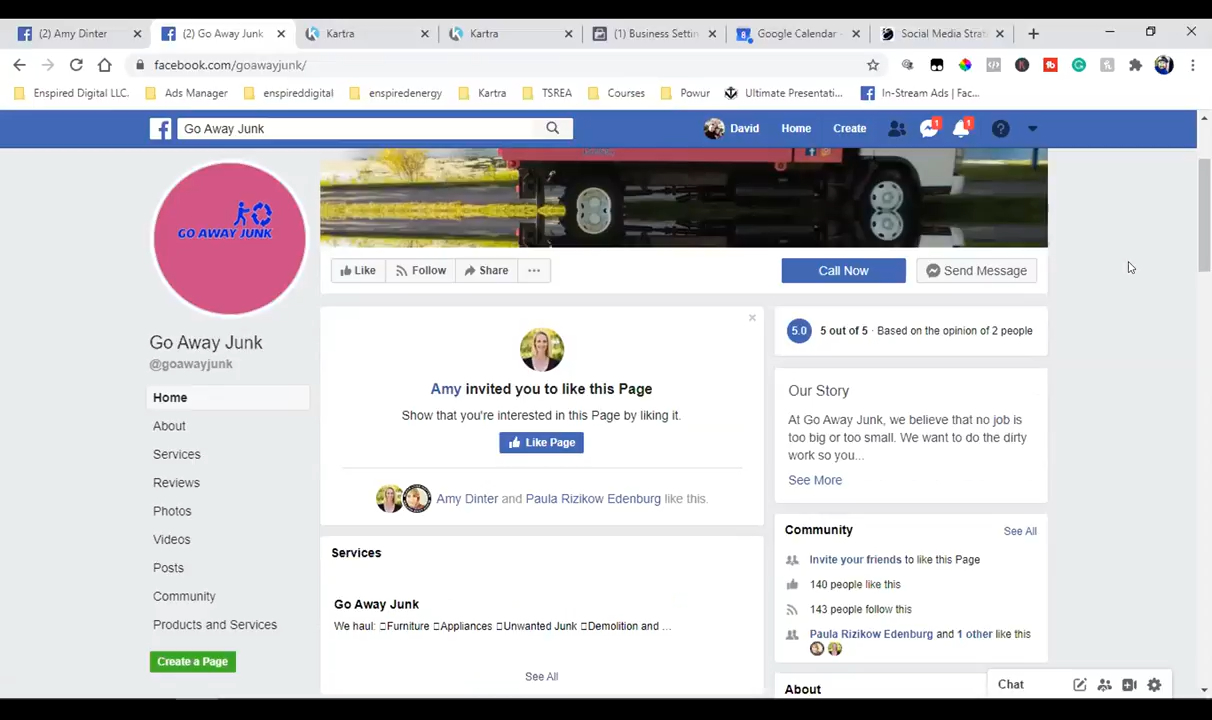 (2) Amy Dinter
(2) Go Away Junk
Kartra
Kartra
(1) Business Settin
Google Calendar -
Social Media Strat
facebook.com/goawayjunk/
Enspired Digital LLC.
Ads Manager
enspireddigital
enspiredenergy
Kartra
TSREA
Courses
Powur
Ultimate Presentati...
In-Stream Ads | Fac...
Go Away Junk
David
Home
Create
1
1
GO AWAY JUNK
Go Away Junk
@goawayjunk
Home
About
Services
Reviews
Photos
Videos
Posts
Community
Products and Services
Create a Page
Like
Follow
Share
...
Call Now
Send Message
Amy invited you to like this Page
Show that you're interested in this Page by liking it.
Like Page
Amy Dinter and Paula Rizikow Edenburg like this.
Services
Go Away Junk
We haul: □Furniture □Appliances □Unwanted Junk □Demolition and ...
See All
5.0 5 out of 5 · Based on the opinion of 2 people
Our Story
At Go Away Junk, we believe that no job is
too big or too small. We want to do the dirty
work so you...
See More
Community
See All
Invite your friends to like this Page
140 people like this
143 people follow this
Paula Rizikow Edenburg and 1 other like this
About
Chat